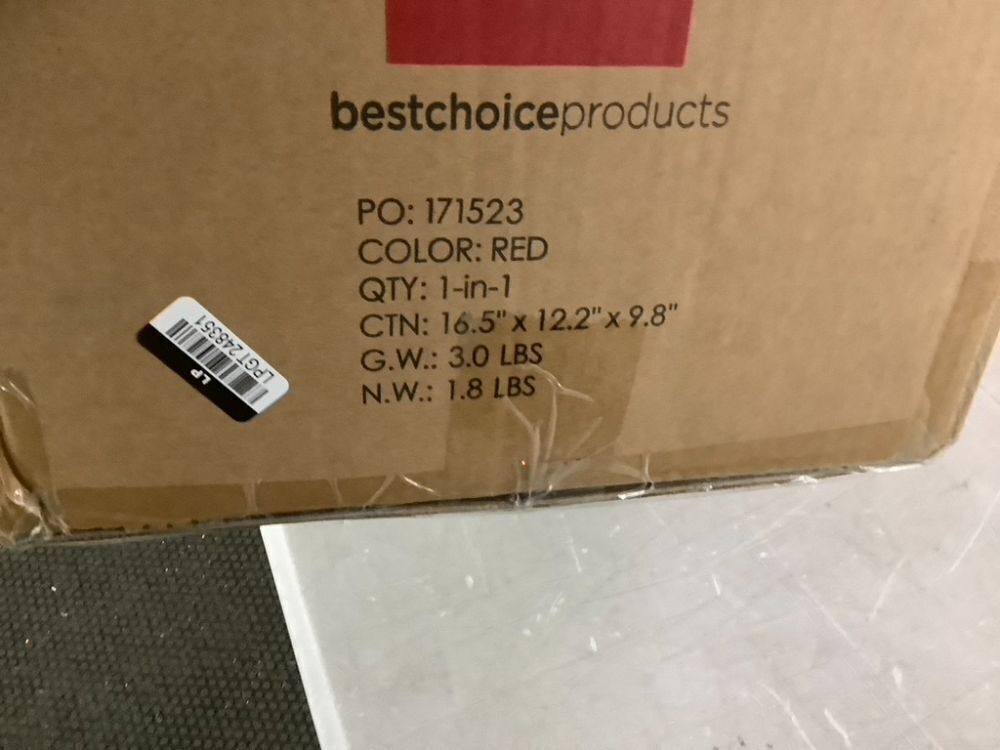 bestchoiceproducts
PO: 171523
COLOR: RED
QTY: 1-in-1
CTN: 16.5" x 12.2" x 9.8"
G.W.: 3.0 LBS
N.W.: 1.8 LBS
LP
LPGT248351